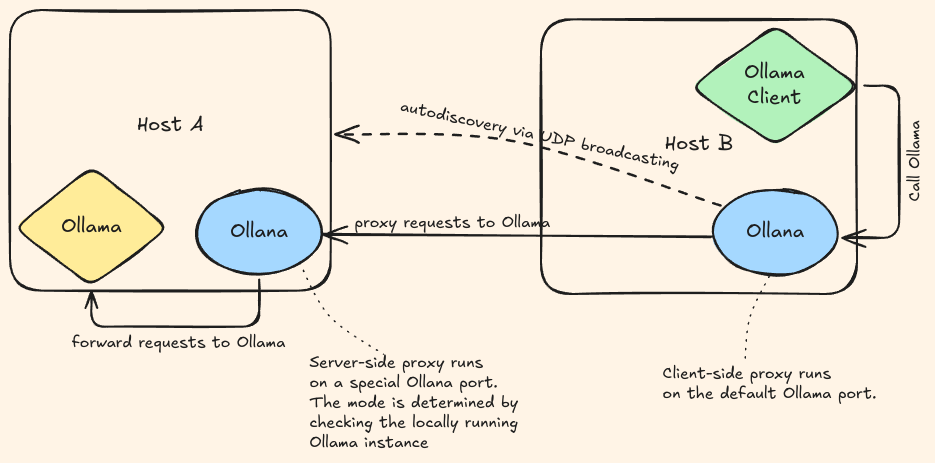 Ollama
Client
autodiscovery via UDP broadcasting
Host A
Host B
Call Ollama
Ollama
Ollana
proxy requests to Ollama
Ollana
forward requests to Ollama
Server-side proxy runs
on a special Ollana port.
The mode is determined by
checking the locally running
Ollama instance
Client-side proxy runs
on the default Ollama port.